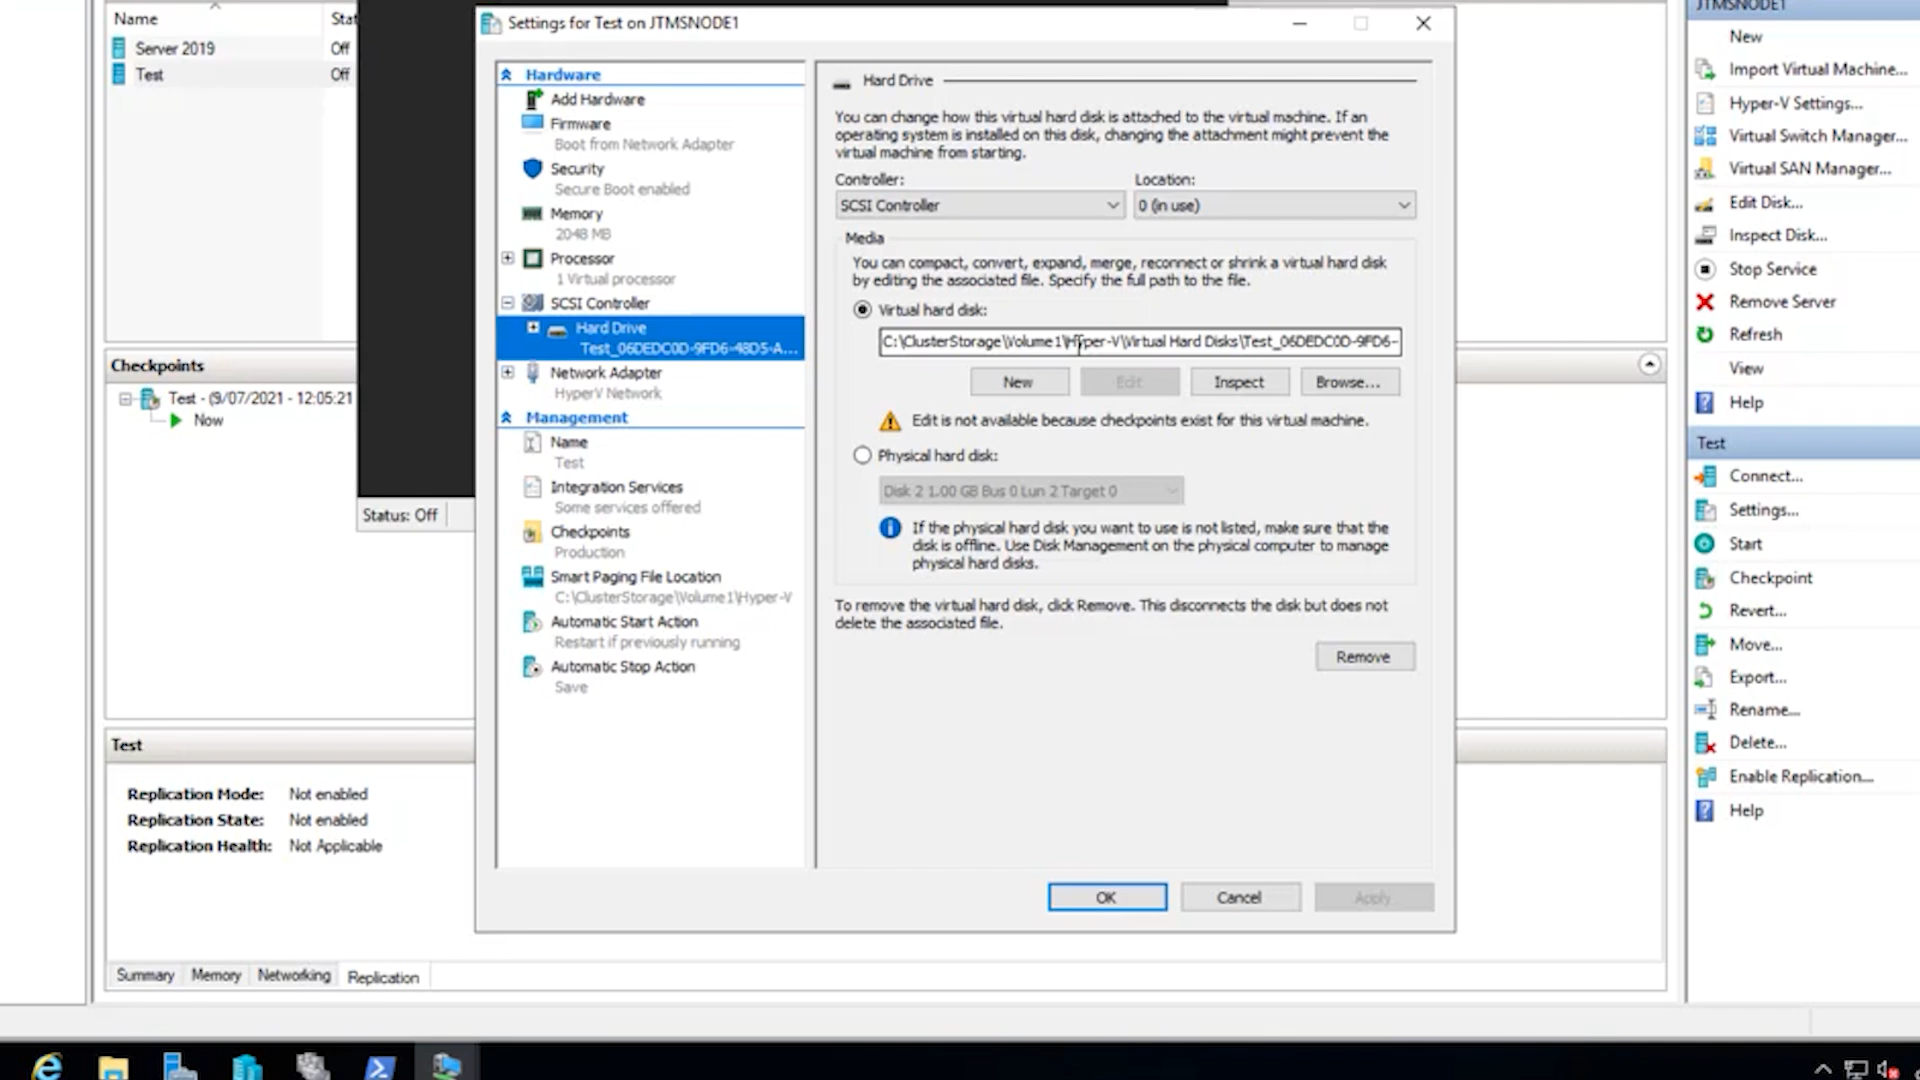 Name
Server 2019 Off
Test Off
Checkpoints
Test - (9/07/2021 - 12:05:21
Now
Status: Off
Test
Replication Mode: Not enabled
Replication State: Not enabled
Replication Health: Not Applicable
Summary Memory Networking Replication
Settings for Test on JTMSNODE1
Hardware
Add Hardware
Firmware
Boot from Network Adapter
Security
Secure Boot enabled
Memory
2048 MB
Processor
1 Virtual processor
SCSI Controller
Hard Drive
Test_06DEDC0D-9FD6-48D5-A...
Network Adapter
HyperV Network
Management
Name
Test
Integration Services
Some services offered
Checkpoints
Production
Smart Paging File Location
C:\ClusterStorage\Volume1\Hyper-V
Automatic Start Action
Restart if previously running
Automatic Stop Action
Save
Hard Drive
You can change how this virtual hard disk is attached to the virtual machine. If an
operating system is installed on this disk, changing the attachment might prevent the
virtual machine from starting.
Controller: Location:
SCSI Controller 0 (in use)
Media
You can compact, convert, expand, merge, reconnect or shrink a virtual hard disk
by editing the associated file. Specify the full path to the file.
Virtual hard disk:
C:\ClusterStorage\Volume1\Hyper-V\Virtual Hard Disks\Test_06DEDC0D-9FD6-
New Edit Inspect Browse...
Edit is not available because checkpoints exist for this virtual machine.
Physical hard disk:
Disk 2 1.00 GB Bus 0 Lun 2 Target 0
If the physical hard disk you want to use is not listed, make sure that the
disk is offline. Use Disk Management on the physical computer to manage
physical hard disks.
To remove the virtual hard disk, click Remove. This disconnects the disk but does not
delete the associated file.
Remove
OK Cancel Apply
JTMSNODE1
New
Import Virtual Machine...
Hyper-V Settings...
Virtual Switch Manager...
Virtual SAN Manager...
Edit Disk...
Inspect Disk...
Stop Service
Remove Server
Refresh
View
Help
Test
Connect...
Settings...
Start
Checkpoint
Revert...
Move...
Export...
Rename...
Delete...
Enable Replication...
Help